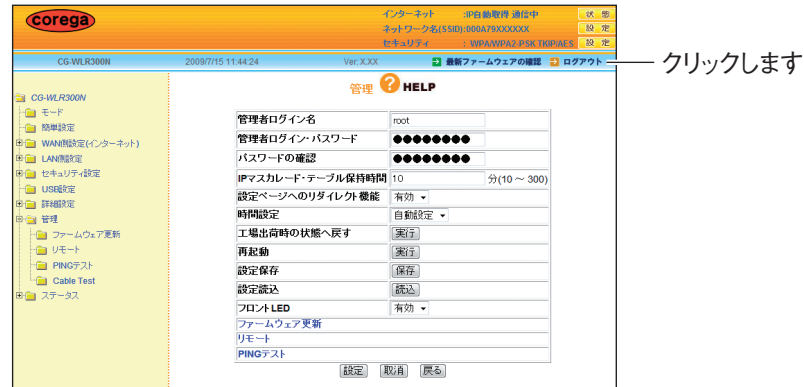 corega
インターネット :IP自動取得 通信中 状 態
ネットワーク名(SSID):000A79XXXXXX 設 定
セキュリティ : WPA/WPA2-PSK TKIP/AES 設 定
CG-WLR300N 2009/7/15 11:44:24 Ver: X.XX 最新ファームウェアの確認 ログアウト
クリックします
管理 ? HELP
CG-WLR300N
モード
簡単設定
WAN側設定(インターネット)
LAN側設定
セキュリティ設定
USB設定
詳細設定
管理
ファームウェア更新
リモート
PINGテスト
Cable Test
ステータス
管理者ログイン名 root
管理者ログイン・パスワード ●●●●●●●●
パスワードの確認 ●●●●●●●●
IPマスカレード・テーブル保持時間 10 分(10 ~ 300)
設定ページへのリダイレクト機能 有効
時間設定 自動設定
工場出荷時の状態へ戻す 実行
再起動 実行
設定保存 保存
設定読込 読込
フロントLED 有効
ファームウェア更新
リモート
PINGテスト
設定 取消 戻る